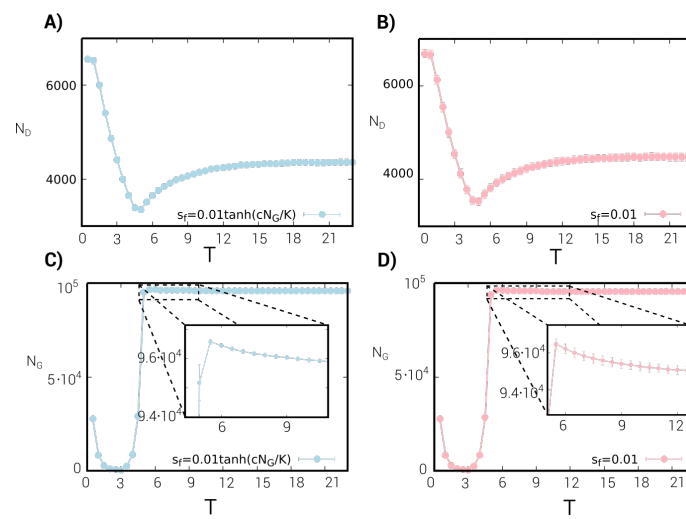 A)
B)
6000
4000
N_D
0 3 6 9 12 15 18 21
T
s_f=0.01tanh(cN_G/K)
6000
4000
N_D
0 3 6 9 12 15 18 21
T
s_f=0.01
C)
D)
10^5
5·10^4
0
N_G
0 3 6 9 12 15 18 21
T
9.6·10^4
9.4·10^4
6 9
s_f=0.01tanh(cN_G/K)
10^5
5·10^4
0
N_G
0 3 6 9 12 15 18 21
T
9.6·10^4
9.4·10^4
6 9 12
s_f=0.01